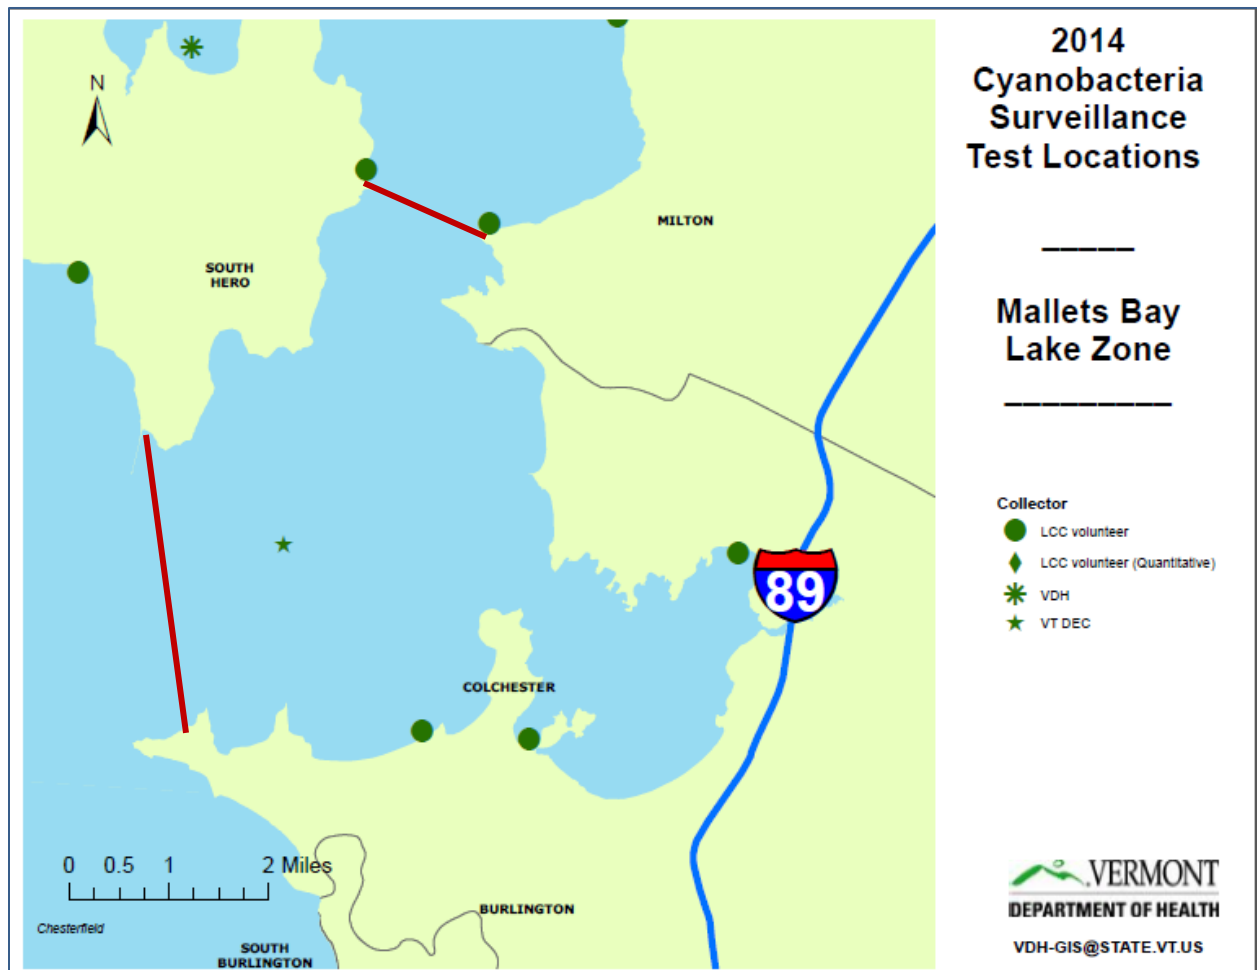 2014
Cyanobacteria
Surveillance
Test Locations
_____
Mallets Bay
Lake Zone
_________
Collector
LCC volunteer
LCC volunteer (Quantitative)
VDH
VT DEC
N
MILTON
SOUTH
HERO
89
COLCHESTER
0 0.5 1 2 Miles
Chesterfield
BURLINGTON
SOUTH
BURLINGTON
VERMONT
DEPARTMENT OF HEALTH
VDH-GIS@STATE.VT.US